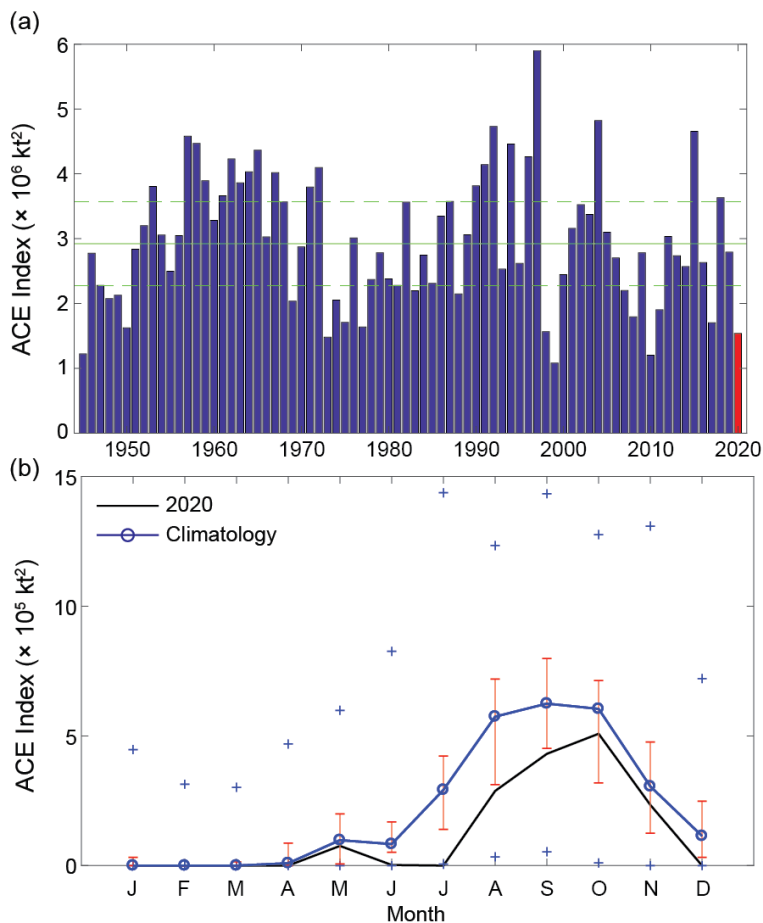 (a)
ACE Index (× 10⁶ kt²)
6
5
4
3
2
1
0
1950 1960 1970 1980 1990 2000 2010 2020
(b)
ACE Index (× 10⁵ kt²)
15
10
5
0
2020
Climatology
J F M A M J J A S O N D
Month